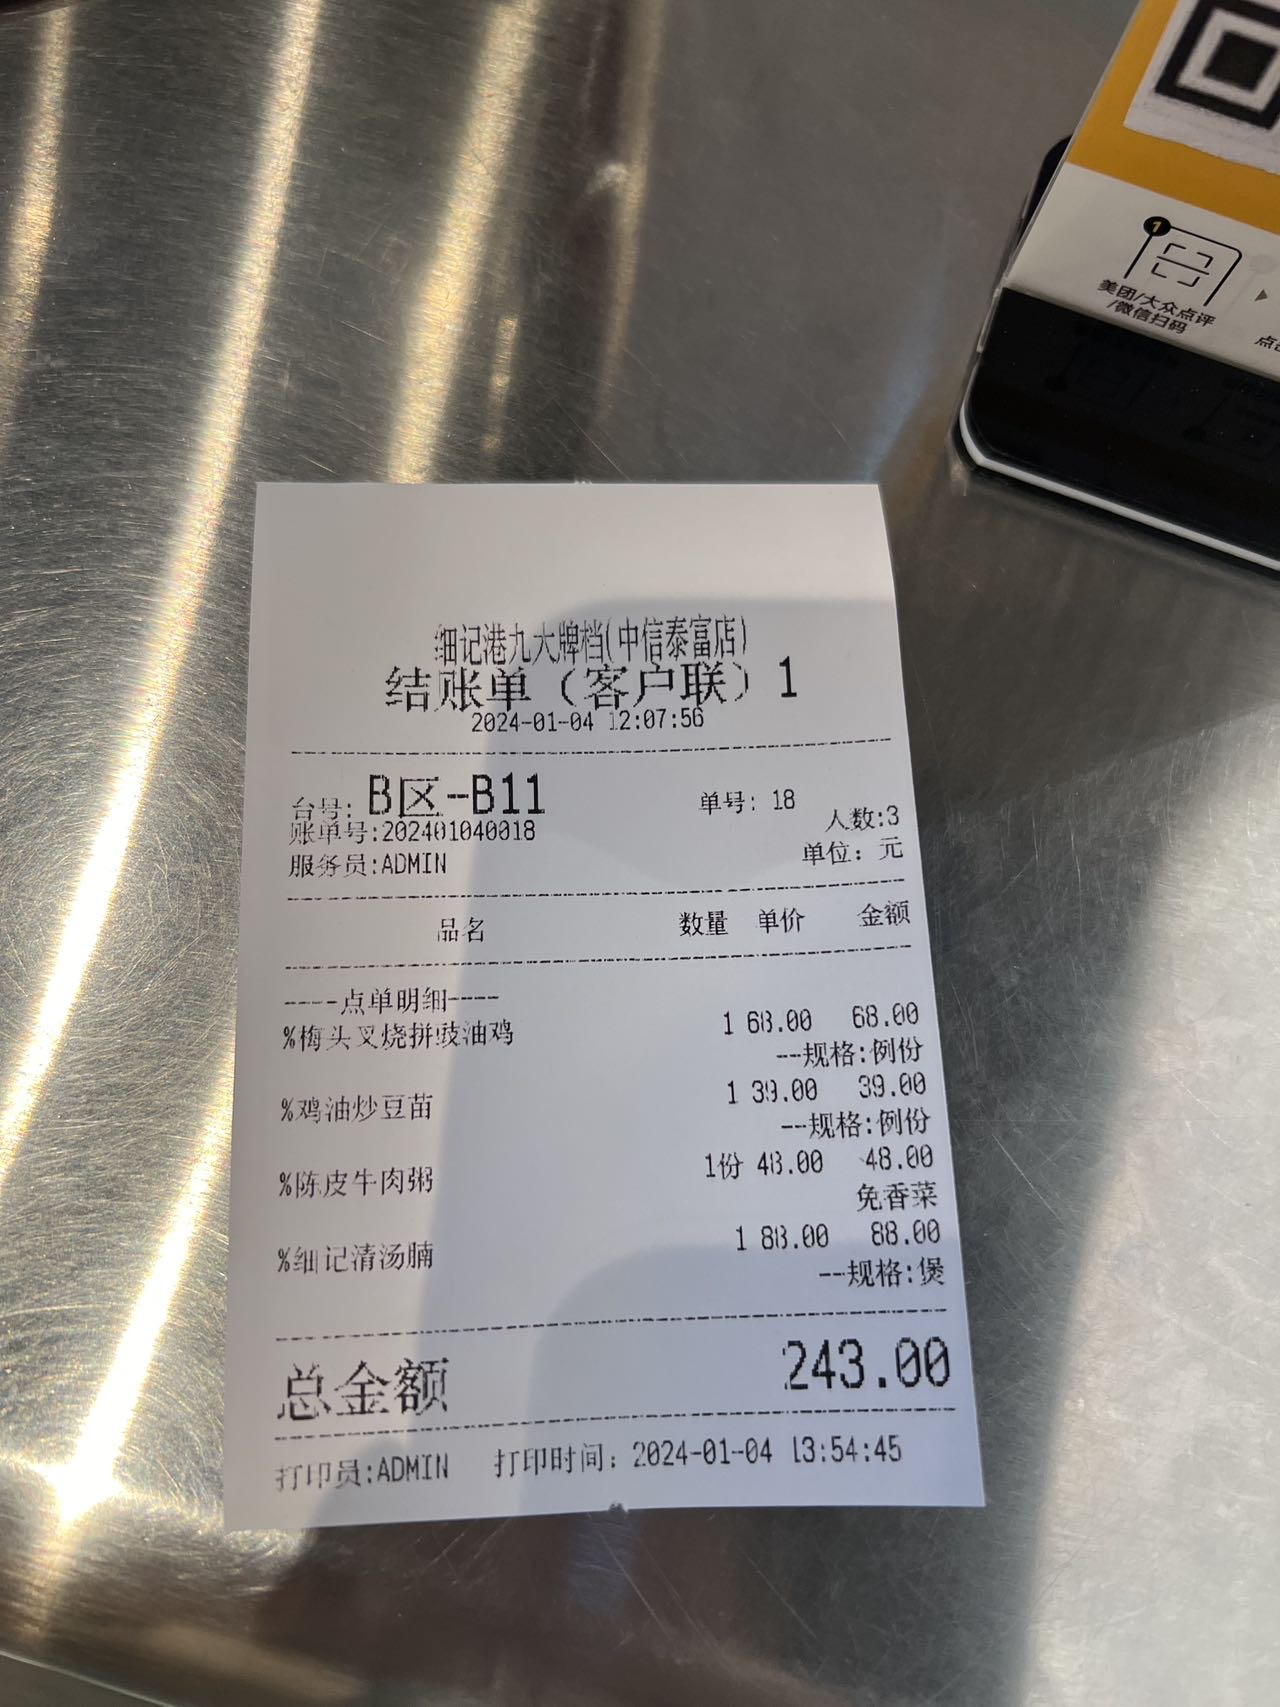 1
美团/大众点评
/微信扫码
细记港九大牌档(中信泰富店)
结账单（客户联）1
2024-01-04 12:07:56
台号: B区-B11 单号: 18
账单号:202401040018 人数:3
服务员:ADMIN 单位: 元
品名 数量 单价 金额
----点单明细----
%梅头叉烧拼豉油鸡 1 68.00 68.00
--规格:例份
%鸡油炒豆苗 1 39.00 39.00
--规格:例份
%陈皮牛肉粥 1份 48.00 48.00
免香菜
%细记清汤腩 1 88.00 88.00
--规格:煲
总金额 243.00
打印员:ADMIN 打印时间: 2024-01-04 13:54:45